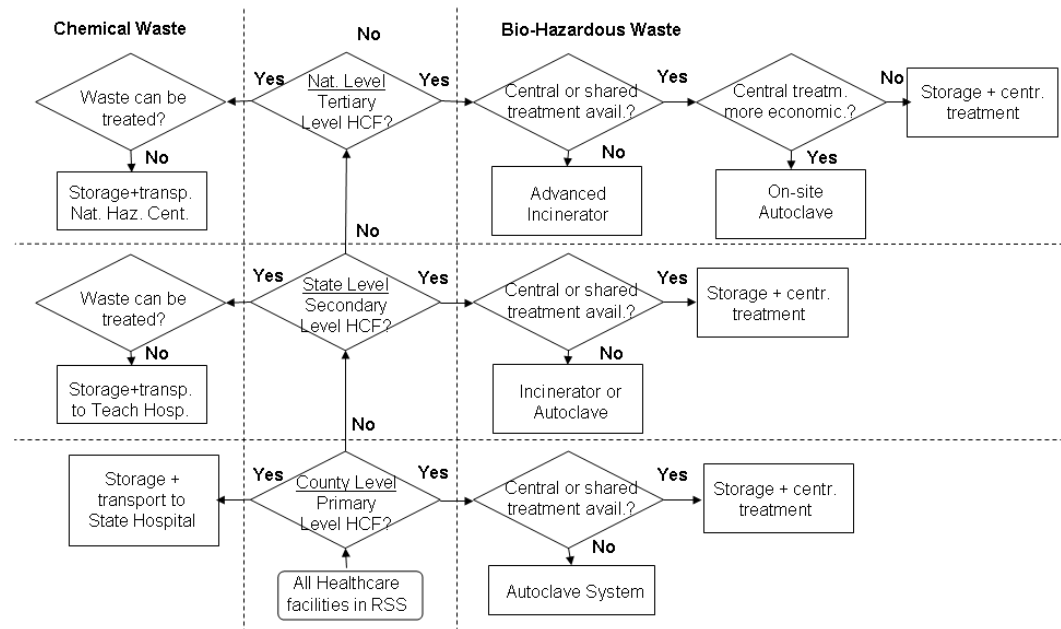 Chemical Waste
No
Bio-Hazardous Waste
Yes
Yes
Yes
No
Waste can be
treated?
Nat. Level
Tertiary
Level HCF?
Central or shared
treatment avail.?
Central treatm.
more economic.?
Storage + centr.
treatment
No
No
Yes
Storage+transp.
Nat. Haz. Cent.
Advanced
Incinerator
On-site
Autoclave
No
Yes
Yes
Yes
Waste can be
treated?
State Level
Secondary
Level HCF?
Central or shared
treatment avail.?
Storage + centr.
treatment
No
No
Storage+transp.
to Teach Hosp.
Incinerator or
Autoclave
No
Yes
Yes
Yes
Storage +
transport to
State Hospital
County Level
Primary
Level HCF?
Central or shared
treatment avail.?
Storage + centr.
treatment
No
All Healthcare
facilities in RSS
Autoclave System